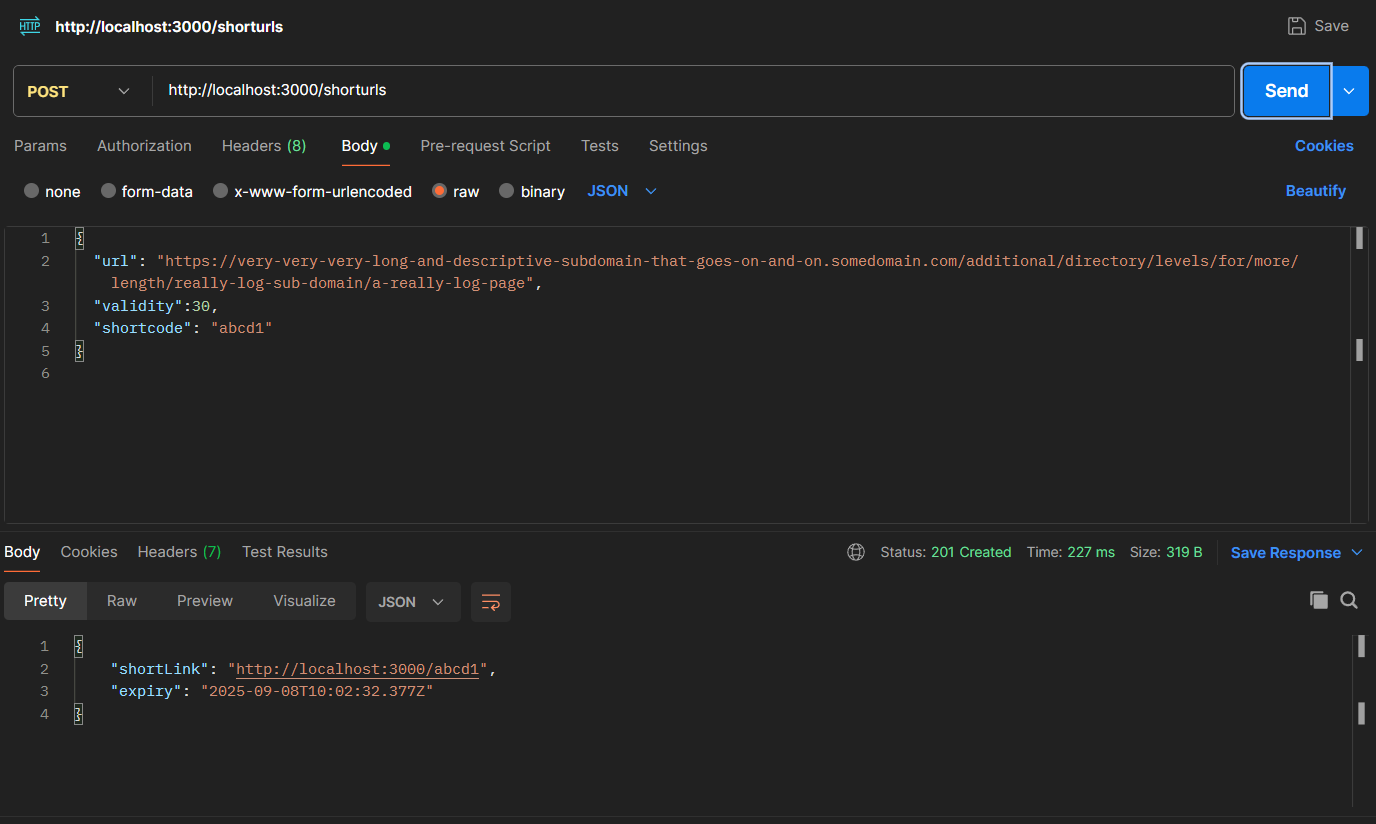 HTTP http://localhost:3000/shorturls Save
POST http://localhost:3000/shorturls Send
Params Authorization Headers (8) Body Pre-request Script Tests Settings Cookies
none form-data x-www-form-urlencoded raw binary JSON Beautify
1 {
2 "url": "https://very-very-very-long-and-descriptive-subdomain-that-goes-on-and-on.somedomain.com/additional/directory/levels/for/more/
length/really-log-sub-domain/a-really-log-page",
3 "validity":30,
4 "shortcode": "abcd1"
5 }
6
Body Cookies Headers (7) Test Results Status: 201 Created Time: 227 ms Size: 319 B Save Response
Pretty Raw Preview Visualize JSON
1 {
2 "shortLink": "http://localhost:3000/abcd1",
3 "expiry": "2025-09-08T10:02:32.377Z"
4 }